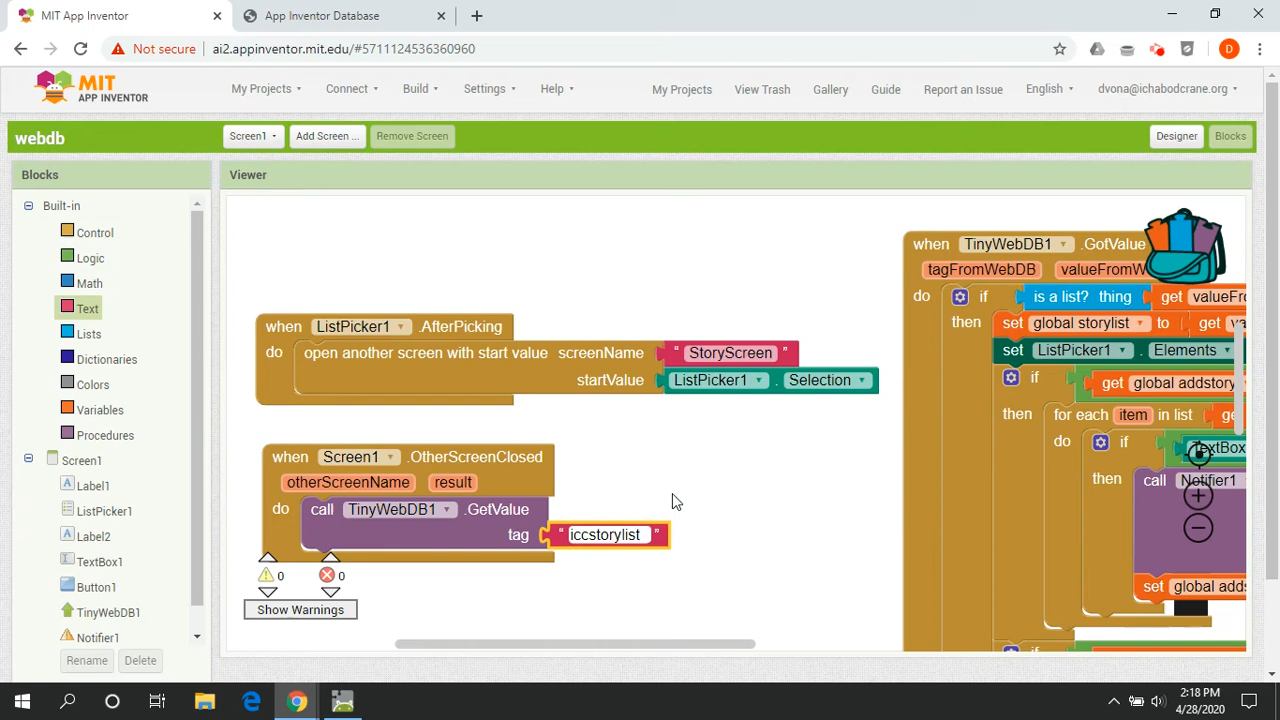 MIT App Inventor
App Inventor Database
Not secure
ai2.appinventor.mit.edu/#5711124536360960
D
MIT
APP INVENTOR
My Projects
Connect
Build
Settings
Help
My Projects
View Trash
Gallery
Guide
Report an Issue
English
dvona@ichabodcrane.org
webdb
Screen1
Add Screen ...
Remove Screen
Designer
Blocks
Blocks
Viewer
Built-in
Control
Logic
Math
Text
Lists
Dictionaries
Colors
Variables
Procedures
Screen1
Label1
ListPicker1
Label2
TextBox1
Button1
TinyWebDB1
Notifier1
Rename
Delete
when ListPicker1 .AfterPicking
do open another screen with start value screenName " StoryScreen "
startValue ListPicker1 . Selection
when Screen1 .OtherScreenClosed
otherScreenName result
do call TinyWebDB1 .GetValue
tag " iccstorylist "
0
0
Show Warnings
when TinyWebDB1 .GotValue
tagFromWebDB
do if is a list? thing get
then set global storylist to get
set ListPicker1 . Elements
if get global addstory
then for each item in list
do if TextBox
then call Notifier1
set global adds
2:18 PM
4/28/2020